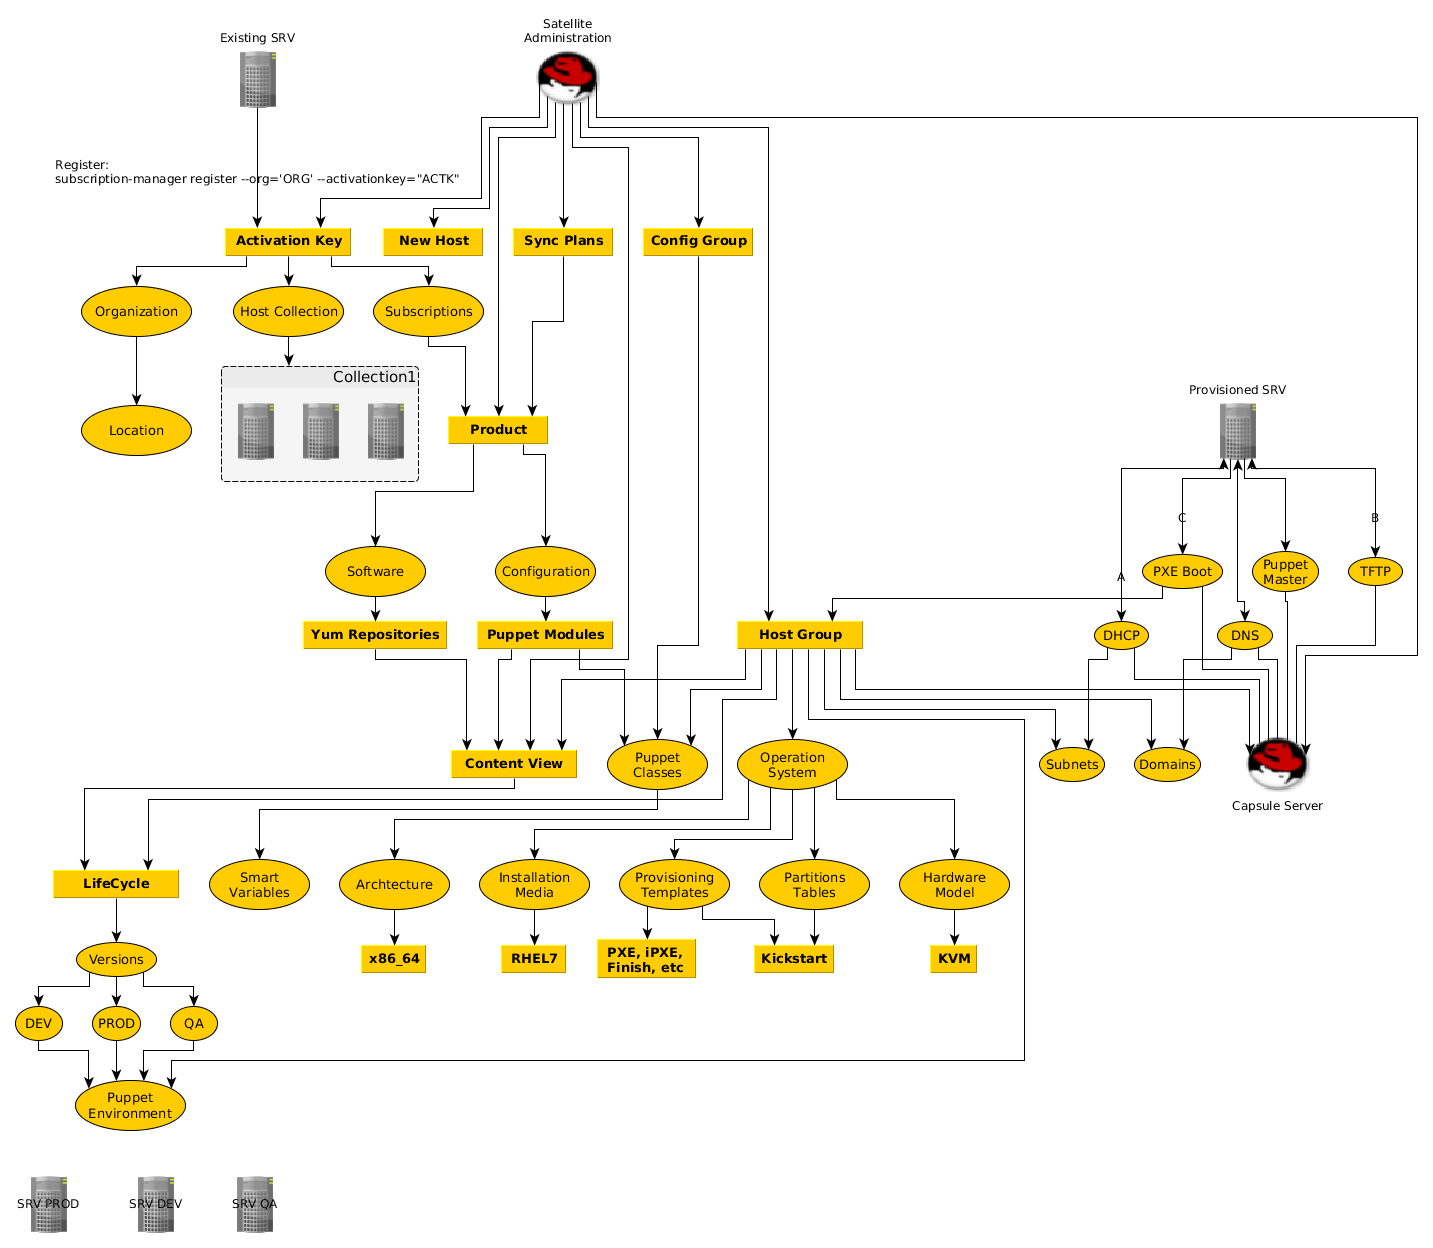 Satellite
Administration
Existing SRV
Register:
subscription-manager register --org='ORG' --activationkey="ACTK"
Activation Key
New Host
Sync Plans
Config Group
Organization
Host Collection
Subscriptions
Collection1
Provisioned SRV
Location
Product
C
B
A
Software
Configuration
PXE Boot
Puppet
Master
TFTP
Yum Repositories
Puppet Modules
Host Group
DHCP
DNS
Content View
Puppet
Classes
Operation
System
Subnets
Domains
Capsule Server
LifeCycle
Smart
Variables
Archtecture
Installation
Media
Provisioning
Templates
Partitions
Tables
Hardware
Model
Versions
x86_64
RHEL7
PXE, iPXE,
Finish, etc
Kickstart
KVM
DEV
PROD
QA
Puppet
Environment
SRV PROD
SRV DEV
SRV QA